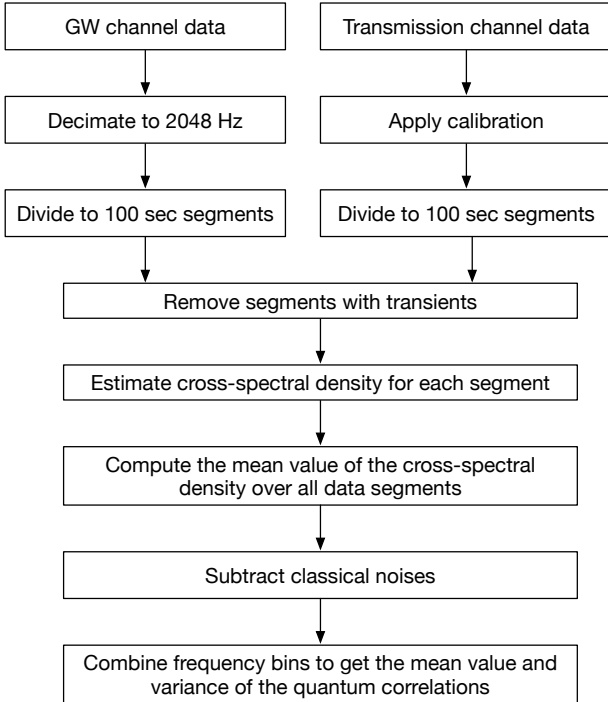 GW channel data
Transmission channel data
Decimate to 2048 Hz
Apply calibration
Divide to 100 sec segments
Divide to 100 sec segments
Remove segments with transients
Estimate cross-spectral density for each segment
Compute the mean value of the cross-spectral
density over all data segments
Subtract classical noises
Combine frequency bins to get the mean value and
variance of the quantum correlations